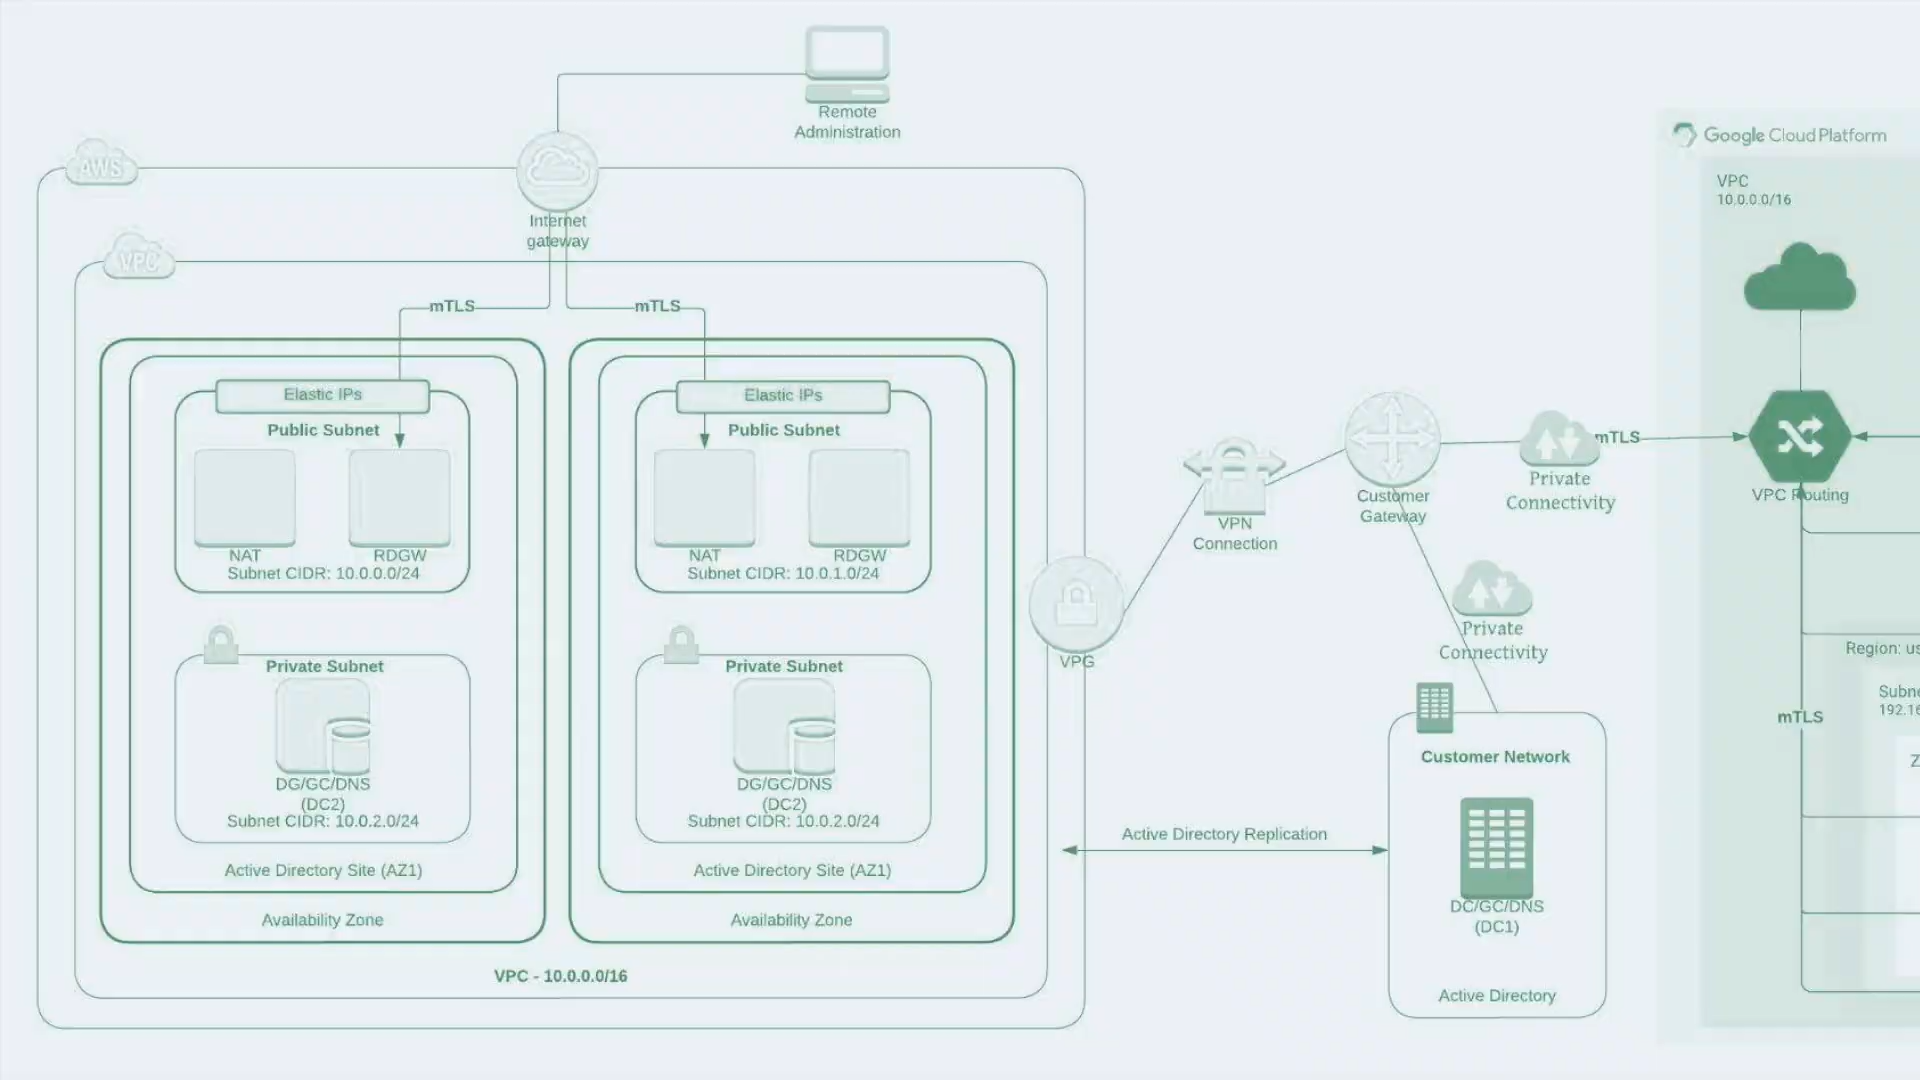 Remote
Administration
AWS
Internet
gateway
VPC
mTLS
mTLS
Elastic IPs
Public Subnet
NAT
RDGW
Subnet CIDR: 10.0.0.0/24
Private Subnet
DG/GC/DNS
(DC2)
Subnet CIDR: 10.0.2.0/24
Active Directory Site (AZ1)
Availability Zone
Elastic IPs
Public Subnet
NAT
RDGW
Subnet CIDR: 10.0.1.0/24
Private Subnet
DG/GC/DNS
(DC2)
Subnet CIDR: 10.0.2.0/24
Active Directory Site (AZ1)
Availability Zone
VPC - 10.0.0.0/16
VPG
VPN
Connection
Customer
Gateway
Private
Connectivity
mTLS
Private
Connectivity
Active Directory Replication
Customer Network
DC/GC/DNS
(DC1)
Active Directory
Google Cloud Platform
VPC
10.0.0.0/16
VPC Routing
mTLS
Region: us
Subne
192.16
Z